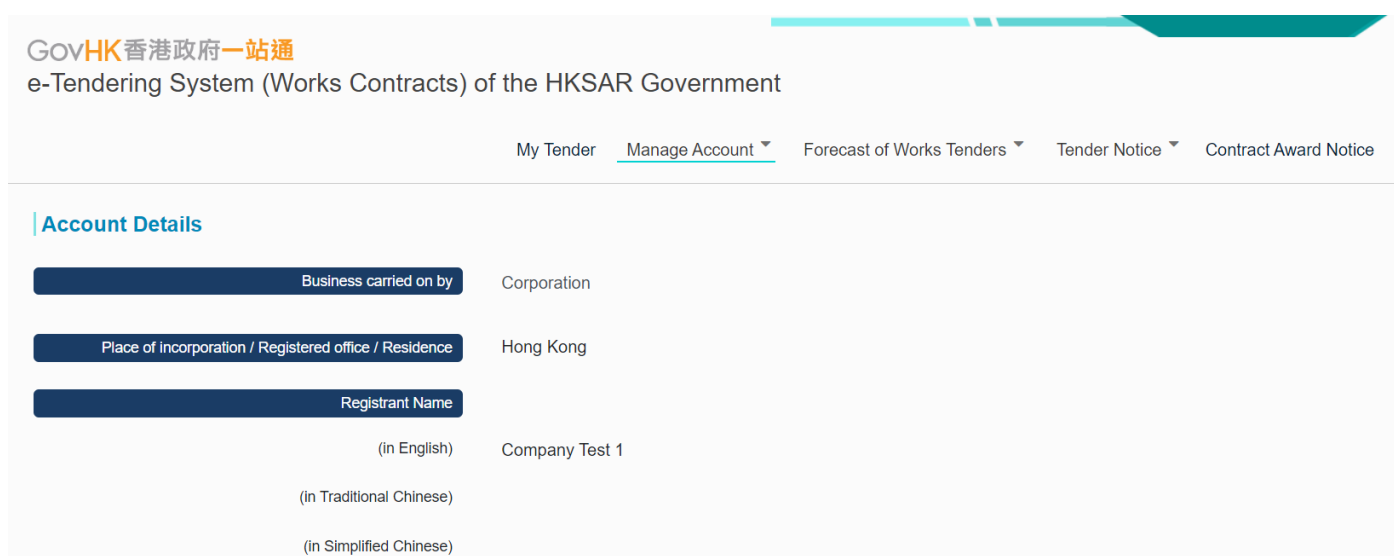 GovHK香港政府一站通
e-Tendering System (Works Contracts) of the HKSAR Government
My Tender Manage Account Forecast of Works Tenders Tender Notice Contract Award Notice
Account Details
Business carried on by Corporation
Place of incorporation / Registered office / Residence Hong Kong
Registrant Name
(in English) Company Test 1
(in Traditional Chinese)
(in Simplified Chinese)